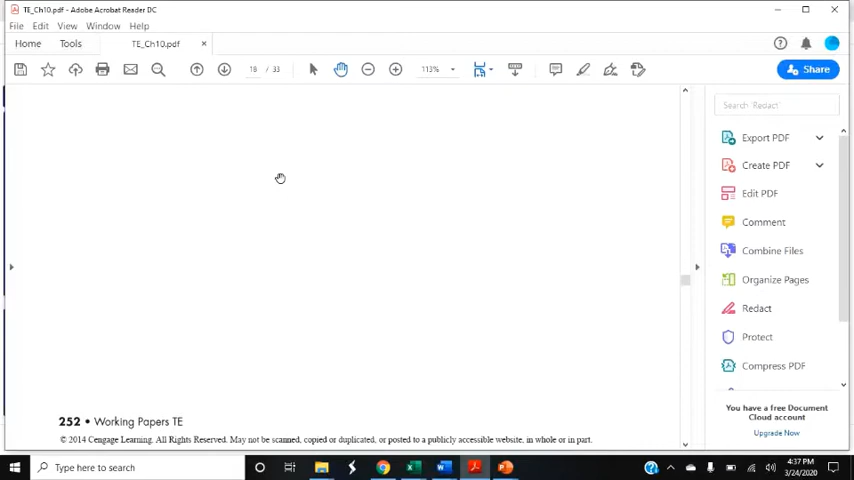 TE_Ch10.pdf - Adobe Acrobat Reader DC
File Edit View Window Help
Home Tools TE_Ch10.pdf ×
18 / 33 113% Share
Search 'Redact'
Export PDF
Create PDF
Edit PDF
Comment
Combine Files
Organize Pages
Redact
Protect
Compress PDF
You have a free Document
Cloud account
Upgrade Now
252 • Working Papers TE
© 2014 Cengage Learning. All Rights Reserved. May not be scanned, copied or duplicated, or posted to a publicly accessible website, in whole or in part.
Type here to search
4:37 PM
3/24/2020